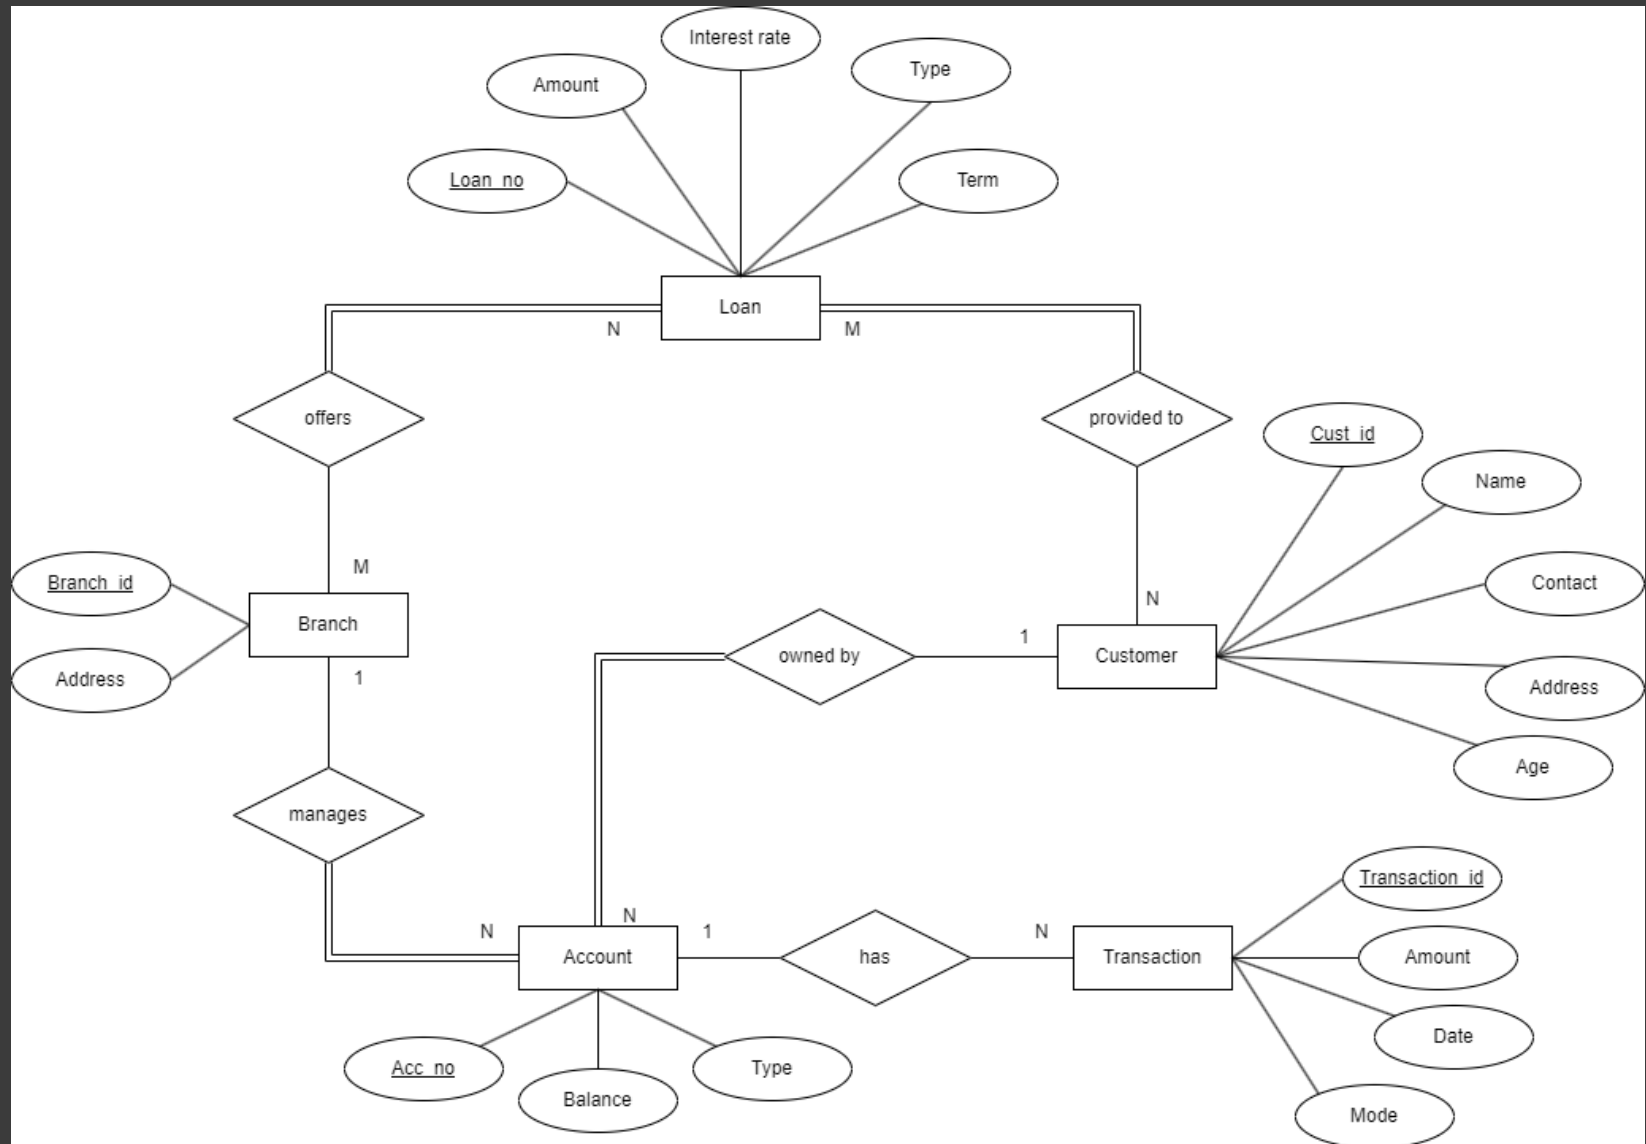 Interest rate
Type
Amount
Loan_no
Term
Loan
N
M
offers
provided to
Cust_id
Name
M
Branch_id
Contact
N
Branch
1
owned by
Customer
1
Address
Address
Age
manages
Transaction_id
N
N
1
N
Account
has
Transaction
Amount
Date
Acc_no
Type
Balance
Mode